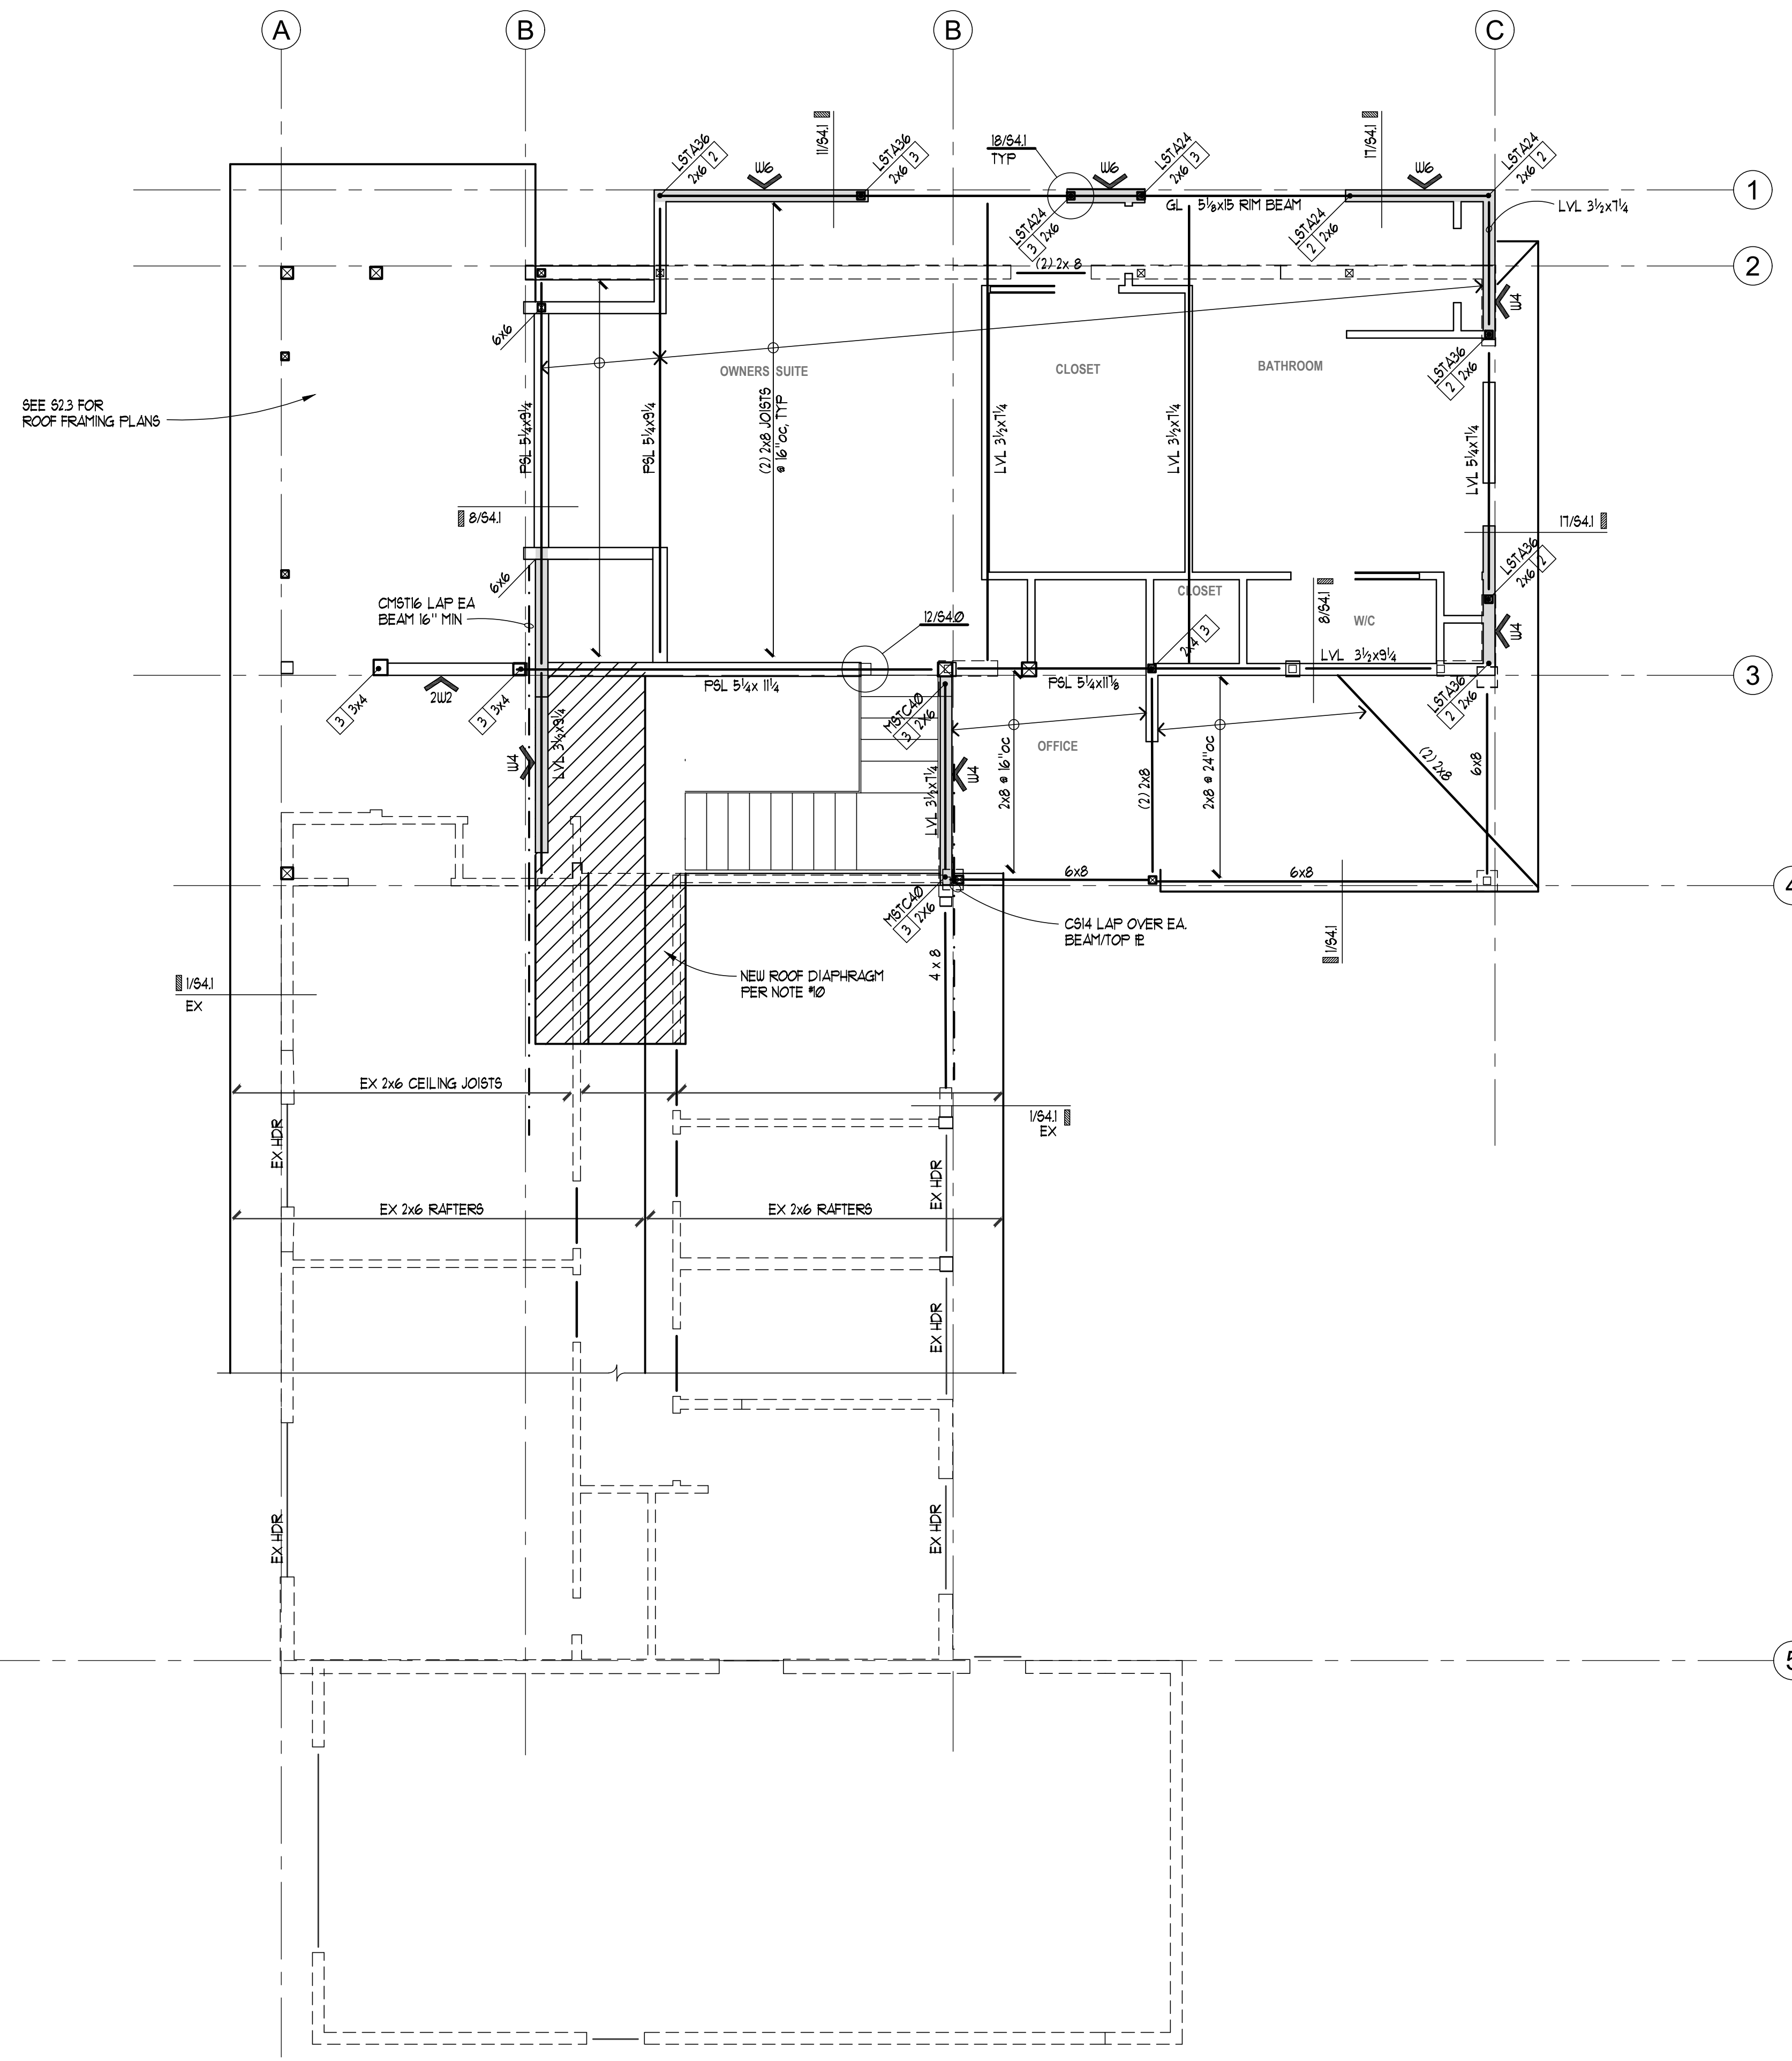 A
B
B
C
11/S4.1
17/S4.1
18/S4.1
TYP
LSTA36
2x6 2
W6
LSTA36
2x6 3
W6
LSTA24
2x6 3
W6
LSTA24
2x6 2
1
GL 5⅛x15 RIM BEAM
LVL 3½x7¼
LSTA24
3 2x6
LSTA24
2 2x6
2
(2) 2x 8
W4
6x6
OWNERS SUITE
CLOSET
BATHROOM
LSTA36
2 2x6
SEE S2.3 FOR
ROOF FRAMING PLANS
PSL 5¼x9¼
PSL 5¼x9¼
(2) 2x8 JOISTS
@ 16"oc, TYP
LVL 3½x7¼
LVL 3½x7¼
LVL 5¼x7¼
8/S4.1
17/S4.1
LSTA36
2x6 2
6x6
CMST16 LAP EA
BEAM 16" MIN
12/S4.0
CLOSET
8/S4.1
W/C
W4
2x4 3
LVL 3½x9¼
3
2W2
3 3x4
3 3x4
PSL 5¼x 11¼
PSL 5¼x11⅞
MSTC40
3 2X6
LSTA36
2 2x6
LVL 3½x9¼
W4
W4
OFFICE
LVL 3½x7¼
2x8 @ 16"oc
(2) 2x8
2x8 @ 24"oc
(2) 2x8
6x8
6x8
6x8
4
MSTC40
3 2X6
CS14 LAP OVER EA.
BEAM/TOP PL
1/S4.1
4 x 8
NEW ROOF DIAPHRAGM
PER NOTE #10
1/S4.1
EX
EX 2x6 CEILING JOISTS
1/S4.1
EX
EX HDR
EX HDR
EX 2x6 RAFTERS
EX 2x6 RAFTERS
EX HDR
EX HDR
EX HDR
5